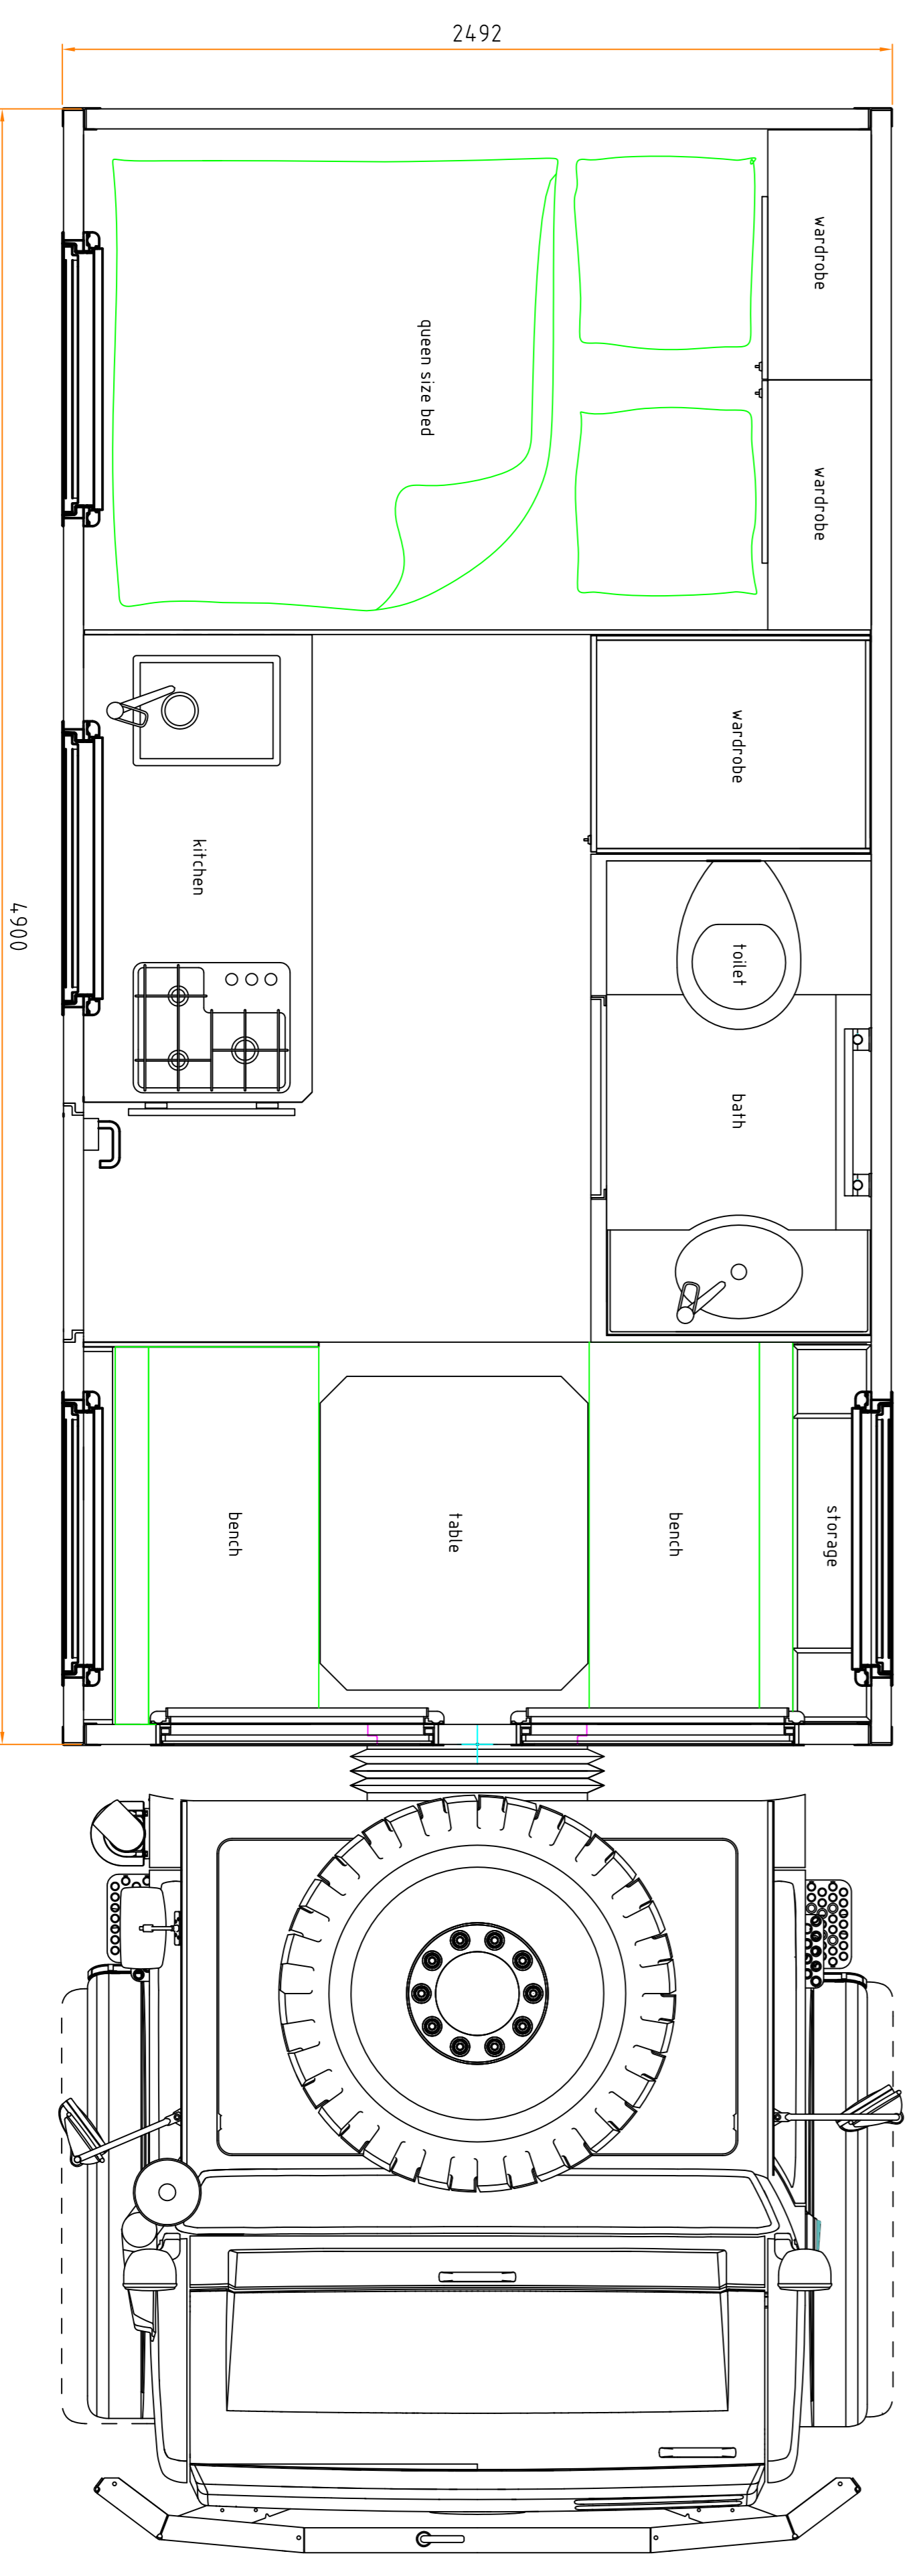 2492
wardrobe
queen size bed
wardrobe
wardrobe
kitchen
toilet
4900
bath
bench
table
bench
storage